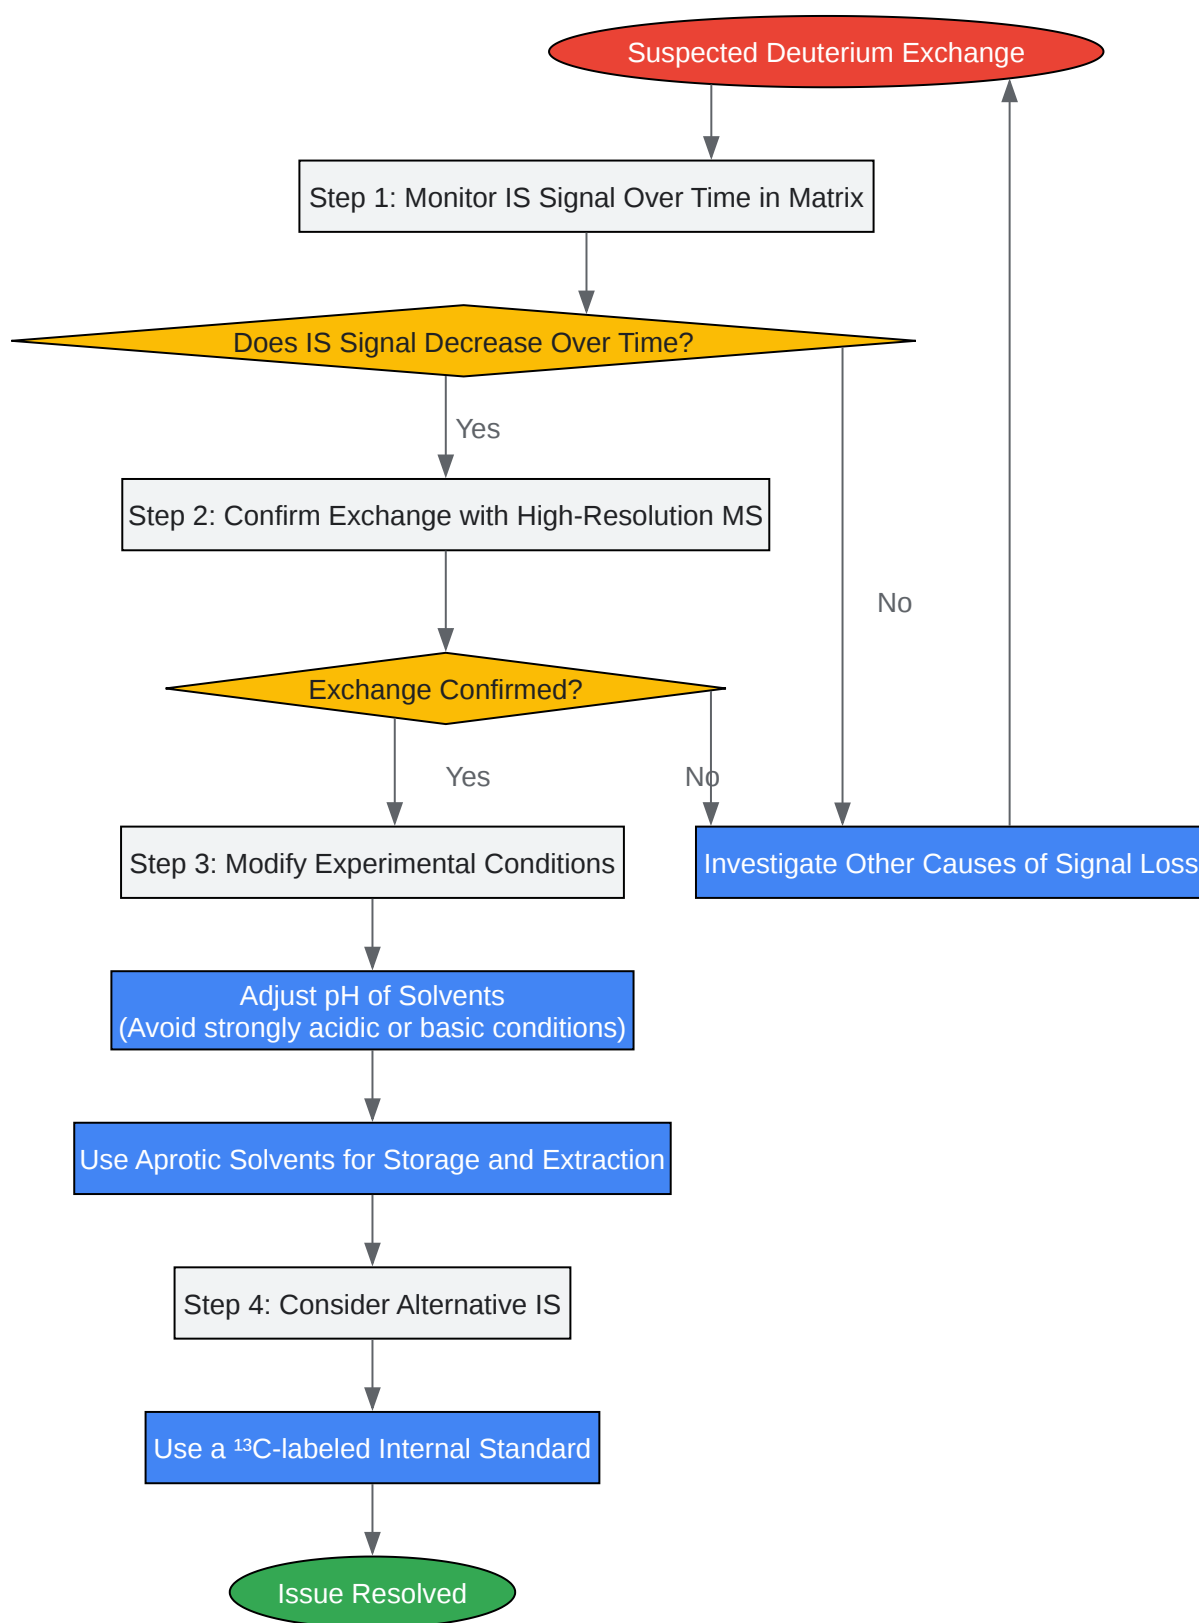 Suspected Deuterium Exchange
Step 1: Monitor IS Signal Over Time in Matrix
Does IS Signal Decrease Over Time?
Yes
Step 2: Confirm Exchange with High-Resolution MS
No
Exchange Confirmed?
Yes
No
Step 3: Modify Experimental Conditions
Investigate Other Causes of Signal Loss
Adjust pH of Solvents
(Avoid strongly acidic or basic conditions)
Use Aprotic Solvents for Storage and Extraction
Step 4: Consider Alternative IS
Use a ¹³C-labeled Internal Standard
Issue Resolved